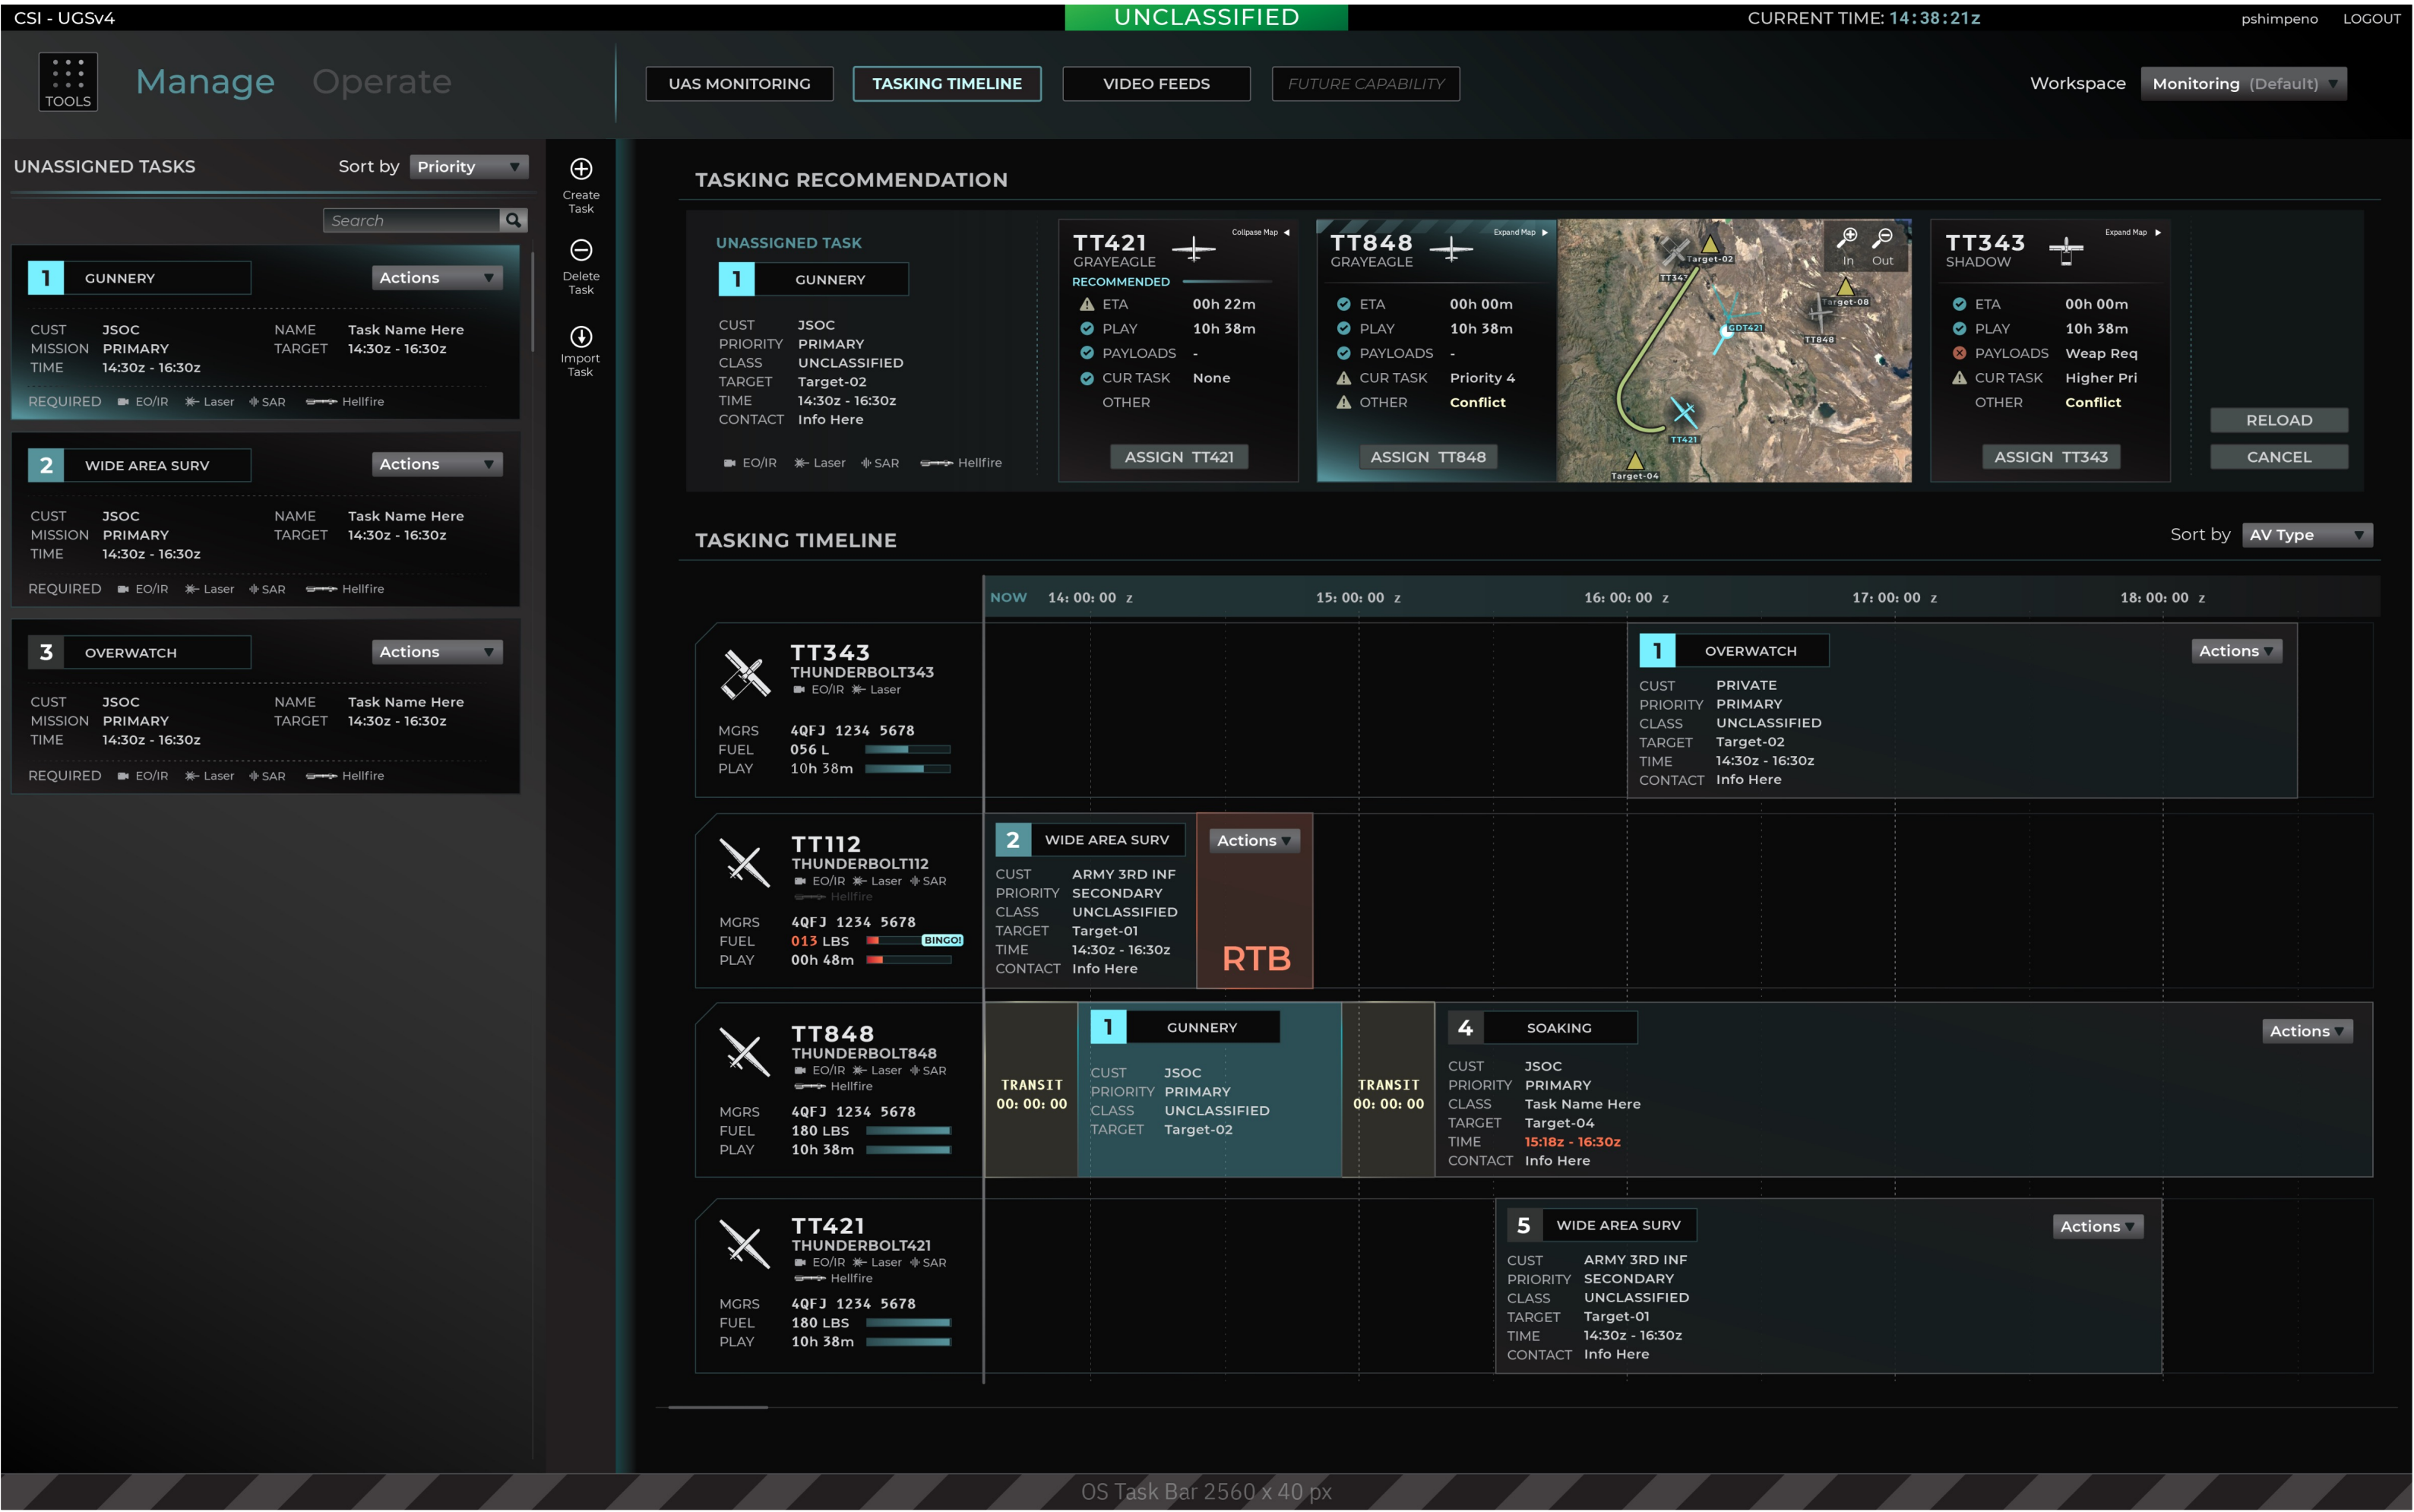 CSI - UGSv4
UNCLASSIFIED
CURRENT TIME: 14:38:21z
pshimpeno LOGOUT
TOOLS
Manage Operate
UAS MONITORING
TASKING TIMELINE
VIDEO FEEDS
FUTURE CAPABILITY
Workspace Monitoring (Default)
UNASSIGNED TASKS
Sort by Priority
Search
1 GUNNERY Actions
CUST JSOC NAME Task Name Here
MISSION PRIMARY TARGET 14:30z - 16:30z
TIME 14:30z - 16:30z
REQUIRED EO/IR Laser SAR Hellfire
2 WIDE AREA SURV Actions
CUST JSOC NAME Task Name Here
MISSION PRIMARY TARGET 14:30z - 16:30z
TIME 14:30z - 16:30z
REQUIRED EO/IR Laser SAR Hellfire
3 OVERWATCH Actions
CUST JSOC NAME Task Name Here
MISSION PRIMARY TARGET 14:30z - 16:30z
TIME 14:30z - 16:30z
REQUIRED EO/IR Laser SAR Hellfire
Create
Task
Delete
Task
Import
Task
TASKING RECOMMENDATION
UNASSIGNED TASK
1 GUNNERY
CUST JSOC
PRIORITY PRIMARY
CLASS UNCLASSIFIED
TARGET Target-02
TIME 14:30z - 16:30z
CONTACT Info Here
EO/IR Laser SAR Hellfire
TT421 Collpase Map
GRAYEAGLE
RECOMMENDED
ETA 00h 22m
PLAY 10h 38m
PAYLOADS -
CUR TASK None
OTHER
ASSIGN TT421
TT848 Expand Map
GRAYEAGLE
ETA 00h 00m
PLAY 10h 38m
PAYLOADS -
CUR TASK Priority 4
OTHER Conflict
ASSIGN TT848
Target-02
TT343
In Out
Target-08
GDT421
TT848
TT421
Target-04
TT343 Expand Map
SHADOW
ETA 00h 00m
PLAY 10h 38m
PAYLOADS Weap Req
CUR TASK Higher Pri
OTHER Conflict
ASSIGN TT343
RELOAD
CANCEL
TASKING TIMELINE
Sort by AV Type
NOW 14: 00: 00 z 15: 00: 00 z 16: 00: 00 z 17: 00: 00 z 18: 00: 00 z
TT343
THUNDERBOLT343
EO/IR Laser
MGRS 4QFJ 1234 5678
FUEL 056 L
PLAY 10h 38m
1 OVERWATCH Actions
CUST PRIVATE
PRIORITY PRIMARY
CLASS UNCLASSIFIED
TARGET Target-02
TIME 14:30z - 16:30z
CONTACT Info Here
TT112
THUNDERBOLT112
EO/IR Laser SAR
Hellfire
MGRS 4QFJ 1234 5678
FUEL 013 LBS BINGO!
PLAY 00h 48m
2 WIDE AREA SURV Actions
CUST ARMY 3RD INF
PRIORITY SECONDARY
CLASS UNCLASSIFIED
TARGET Target-01
TIME 14:30z - 16:30z
CONTACT Info Here
RTB
TT848
THUNDERBOLT848
EO/IR Laser SAR
Hellfire
MGRS 4QFJ 1234 5678
FUEL 180 LBS
PLAY 10h 38m
TRANSIT
00: 00: 00
1 GUNNERY
CUST JSOC
PRIORITY PRIMARY
CLASS UNCLASSIFIED
TARGET Target-02
TRANSIT
00: 00: 00
4 SOAKING Actions
CUST JSOC
PRIORITY PRIMARY
CLASS Task Name Here
TARGET Target-04
TIME 15:18z - 16:30z
CONTACT Info Here
TT421
THUNDERBOLT421
EO/IR Laser SAR
Hellfire
MGRS 4QFJ 1234 5678
FUEL 180 LBS
PLAY 10h 38m
5 WIDE AREA SURV Actions
CUST ARMY 3RD INF
PRIORITY SECONDARY
CLASS UNCLASSIFIED
TARGET Target-01
TIME 14:30z - 16:30z
CONTACT Info Here
OS Task Bar 2560 x 40 px